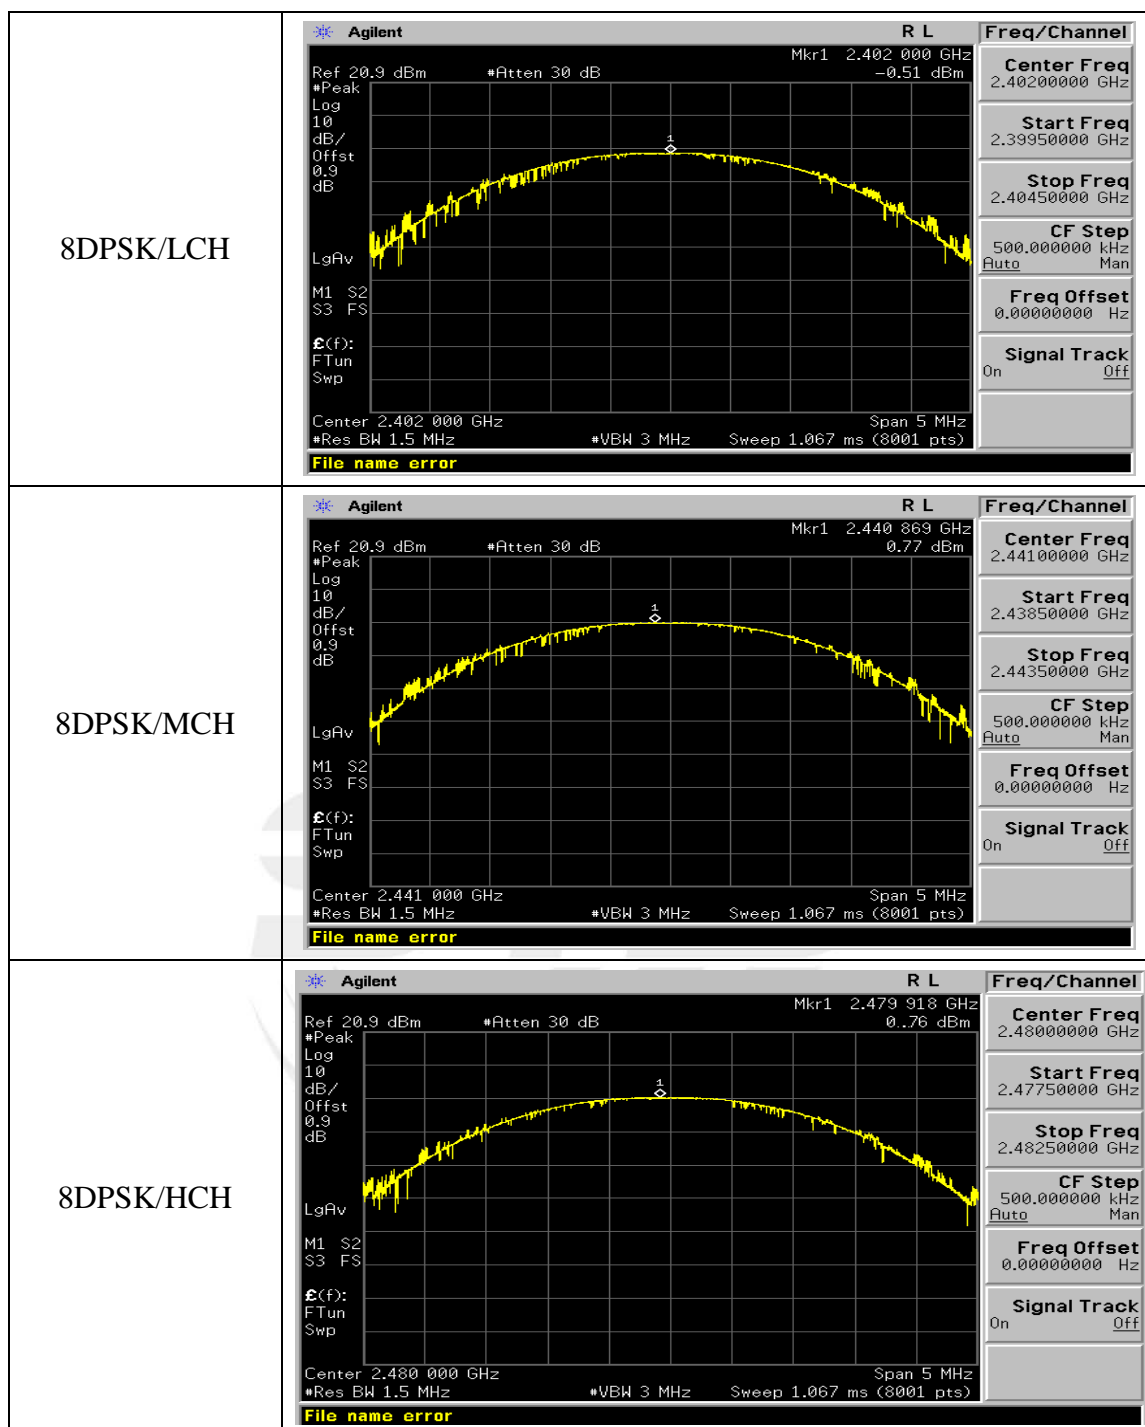 8DPSK/LCH
Agilent R L Freq/Channel
Mkr1 2.402 000 GHz
Ref 20.9 dBm #Atten 30 dB -0.51 dBm
#Peak
Log
10
dB/
Offst
0.9
dB
1
LgAv
M1 S2
S3 FS
£(f):
FTun
Swp
Center 2.402 000 GHz Span 5 MHz
#Res BW 1.5 MHz #VBW 3 MHz Sweep 1.067 ms (8001 pts)
File name error
Center Freq
2.40200000 GHz
Start Freq
2.39950000 GHz
Stop Freq
2.40450000 GHz
CF Step
500.000000 kHz
Auto Man
Freq Offset
0.00000000 Hz
Signal Track
On Off
8DPSK/MCH
Agilent R L Freq/Channel
Mkr1 2.440 869 GHz
Ref 20.9 dBm #Atten 30 dB 0.77 dBm
#Peak
Log
10
dB/
Offst
0.9
dB
1
LgAv
M1 S2
S3 FS
£(f):
FTun
Swp
Center 2.441 000 GHz Span 5 MHz
#Res BW 1.5 MHz #VBW 3 MHz Sweep 1.067 ms (8001 pts)
File name error
Center Freq
2.44100000 GHz
Start Freq
2.43850000 GHz
Stop Freq
2.44350000 GHz
CF Step
500.000000 kHz
Auto Man
Freq Offset
0.00000000 Hz
Signal Track
On Off
8DPSK/HCH
Agilent R L Freq/Channel
Mkr1 2.479 918 GHz
Ref 20.9 dBm #Atten 30 dB 0..76 dBm
#Peak
Log
10
dB/
Offst
0.9
dB
1
LgAv
M1 S2
S3 FS
£(f):
FTun
Swp
Center 2.480 000 GHz Span 5 MHz
#Res BW 1.5 MHz #VBW 3 MHz Sweep 1.067 ms (8001 pts)
File name error
Center Freq
2.48000000 GHz
Start Freq
2.47750000 GHz
Stop Freq
2.48250000 GHz
CF Step
500.000000 kHz
Auto Man
Freq Offset
0.00000000 Hz
Signal Track
On Off